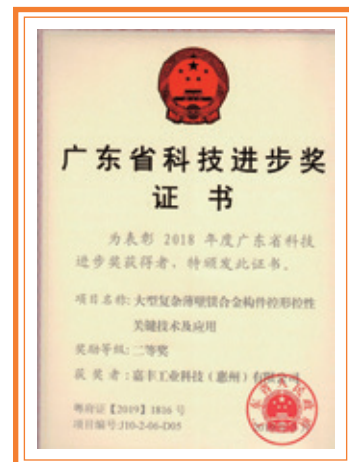 广东省科技进步奖
证 书
为表彰 2018 年度广东省科技
进步奖获得者，特颁发此证书。
项目名称：大型复杂薄壁镁合金构件控形控性
关键技术及应用
奖励等级：二等奖
获 奖 者：嘉丰工业科技（惠州）有限公司
粤府证【2019】1816 号
项目编号：J10-2-06-D05